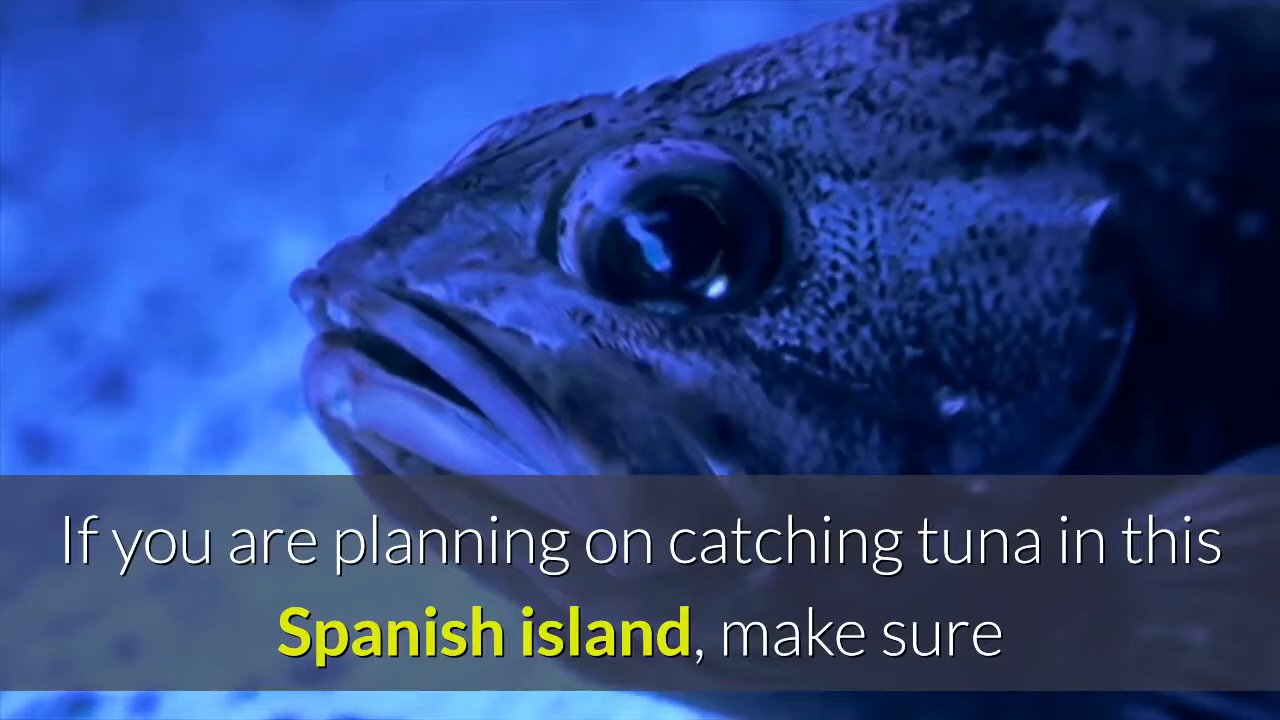 If you are planning on catching tuna in this
Spanish island, make sure